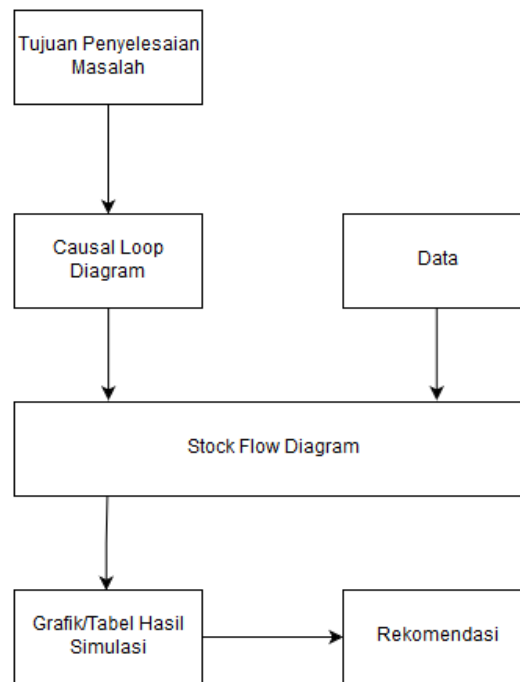 Tujuan Penyelesaian
Masalah
Causal Loop
Diagram
Data
Stock Flow Diagram
Grafik/Tabel Hasil
Simulasi
Rekomendasi